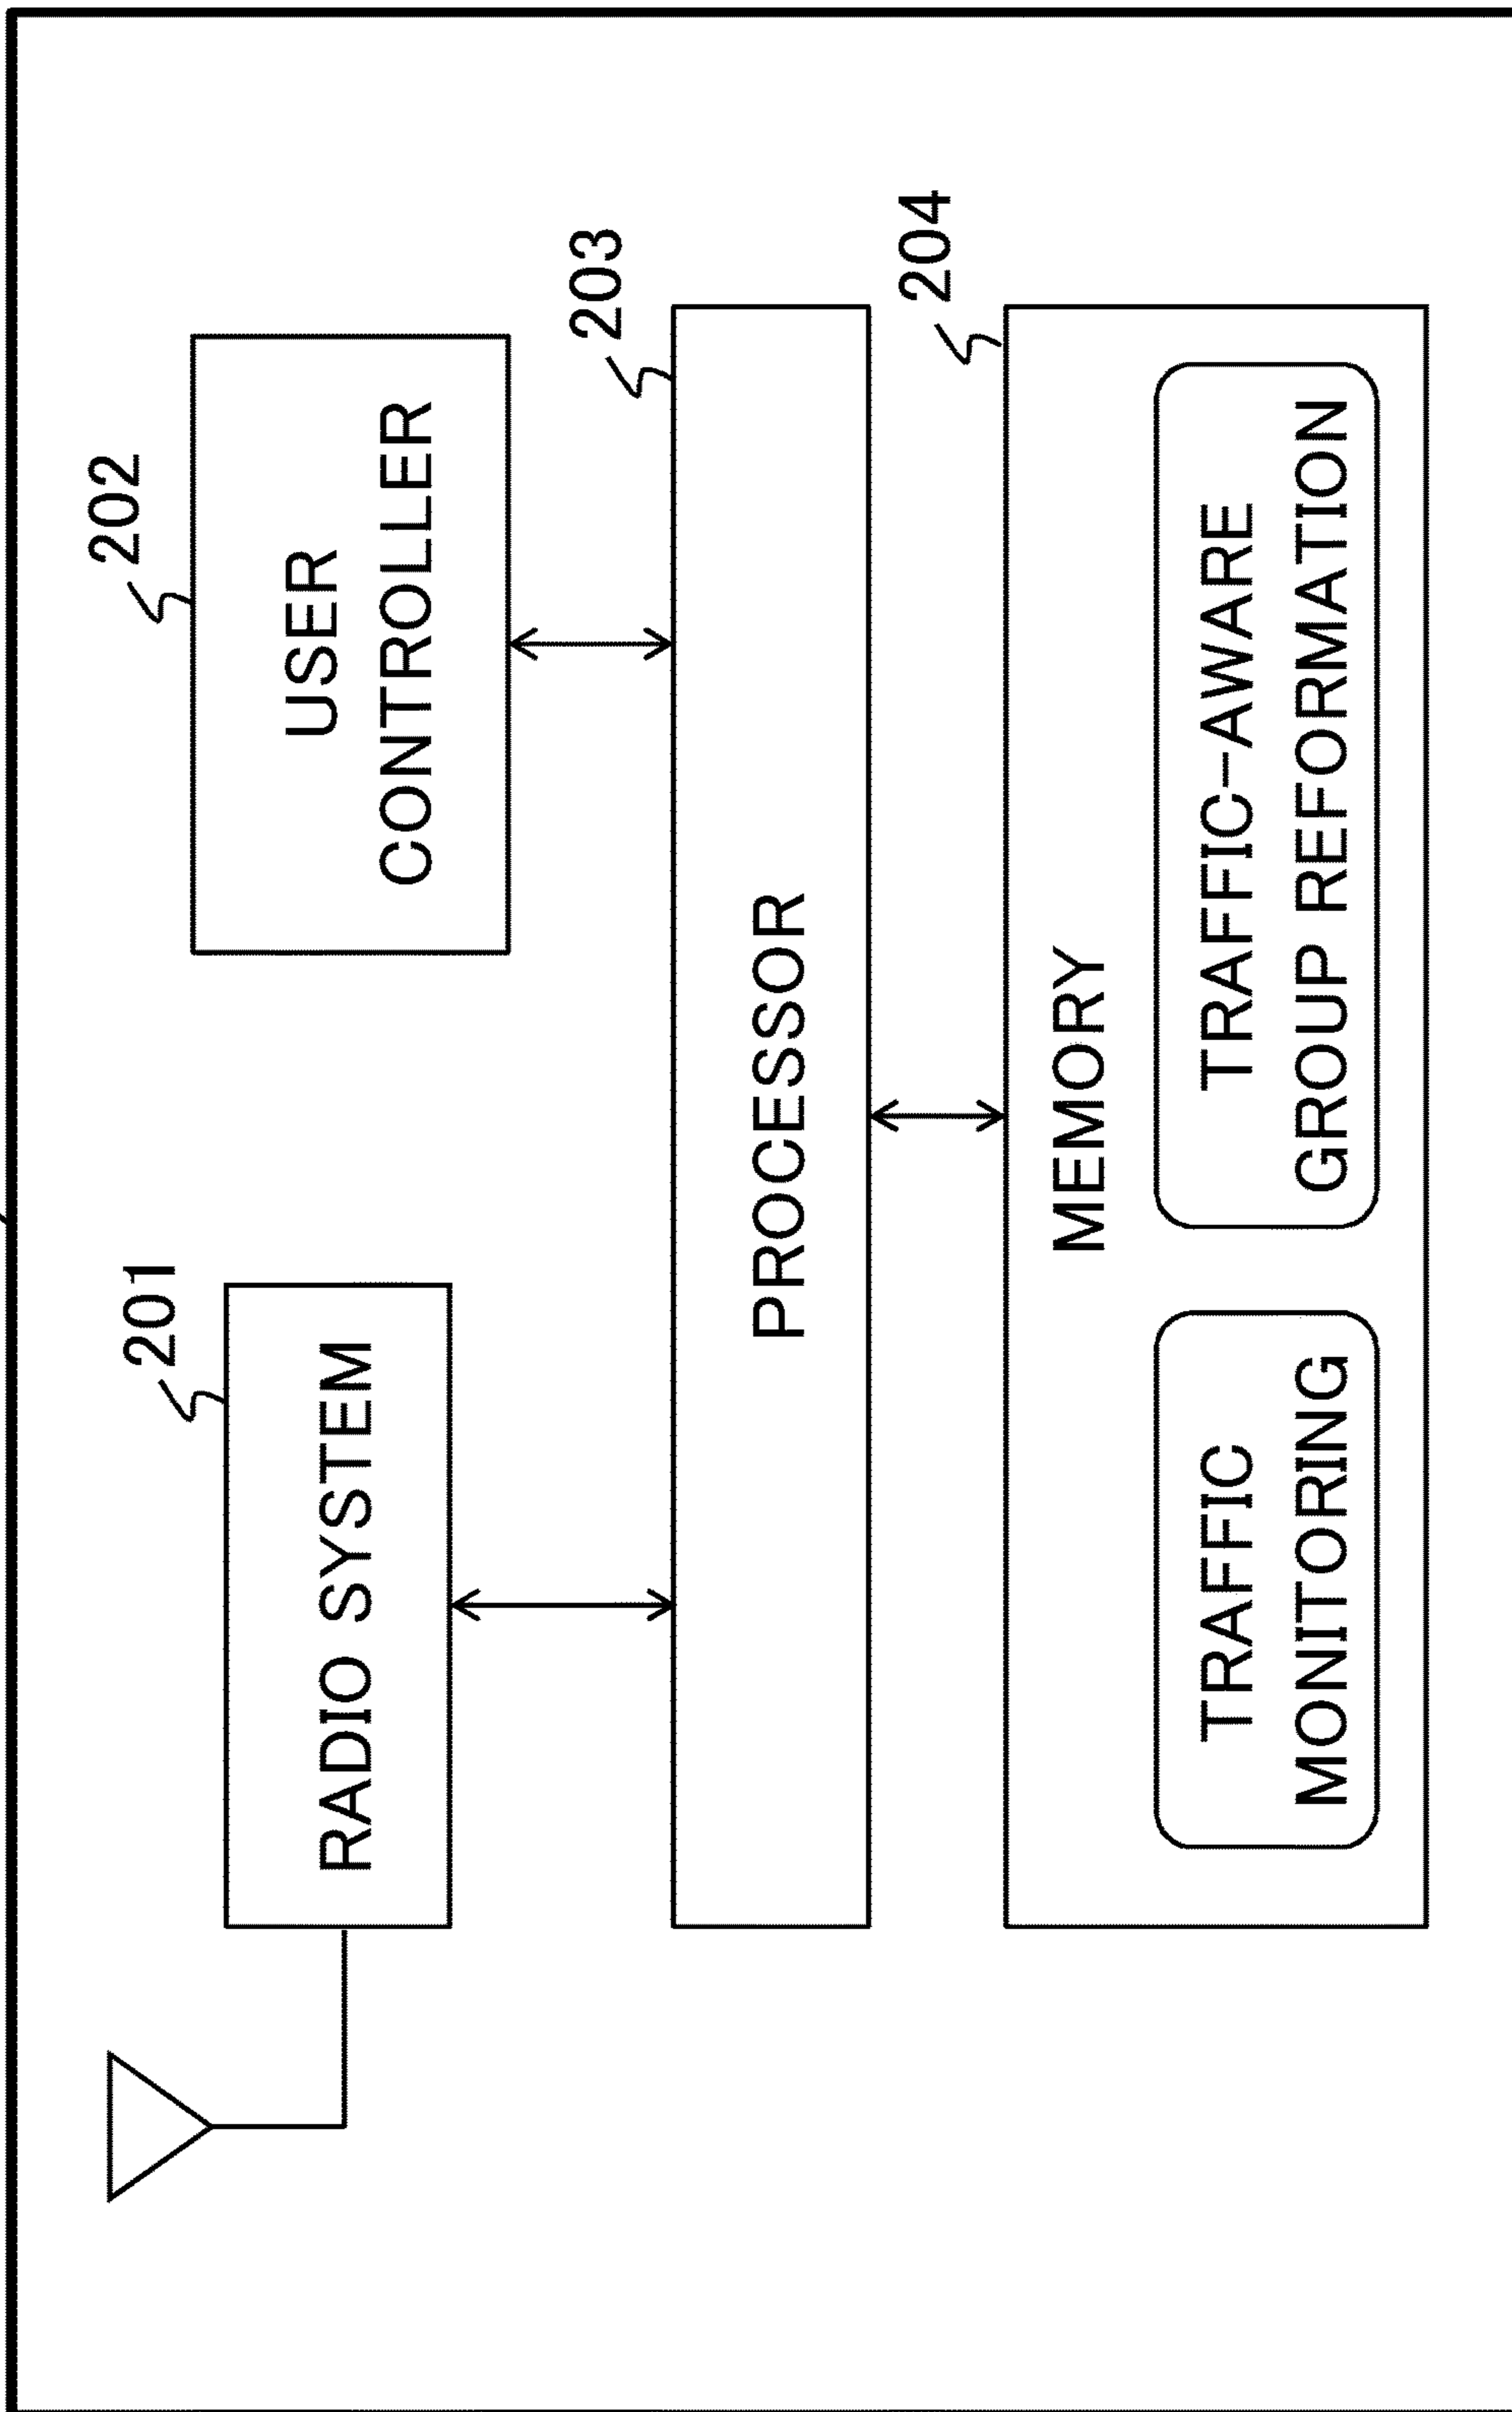 201
RADIO SYSTEM
202
USER
CONTROLLER
203
PROCESSOR
204
MEMORY
TRAFFIC
MONITORING
TRAFFIC-AWARE
GROUP REFORMATION